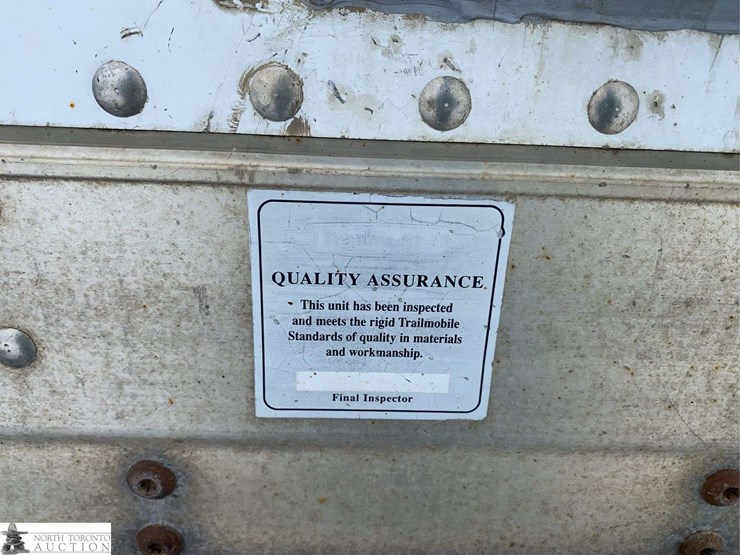 QUALITY ASSURANCE
This unit has been inspected
and meets the rigid Trailmobile
Standards of quality in materials
and workmanship.
Final Inspector
NORTH TORONTO
AUCTION